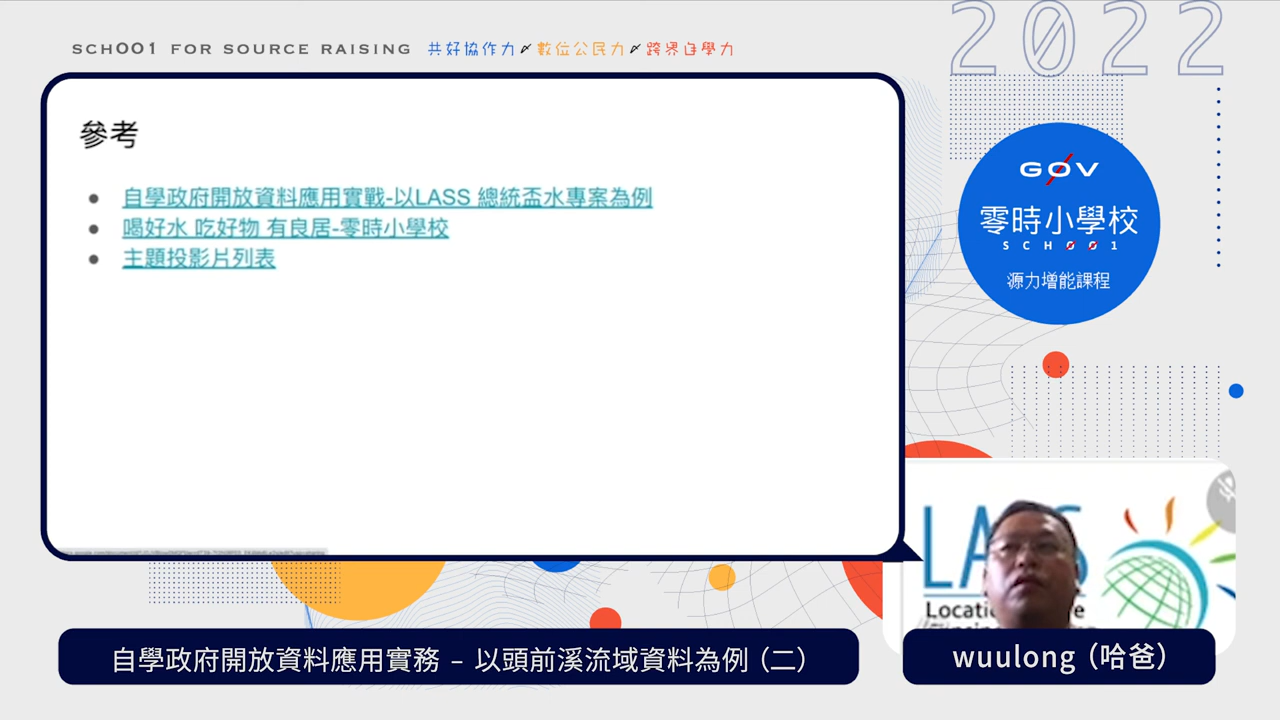 2022
SCHOO1 FOR SOURCE RAISING 共好協作力 數位公民力 跨界自學力
參考
自學政府開放資料應用實戰-以LASS 總統盃水專案為例
喝好水 吃好物 有良居-零時小學校
主題投影片列表
GOV
零時小學校
SCHOO1
源力增能課程
LA
自學政府開放資料應用實務 – 以頭前溪流域資料為例（二）
wuulong（哈爸）